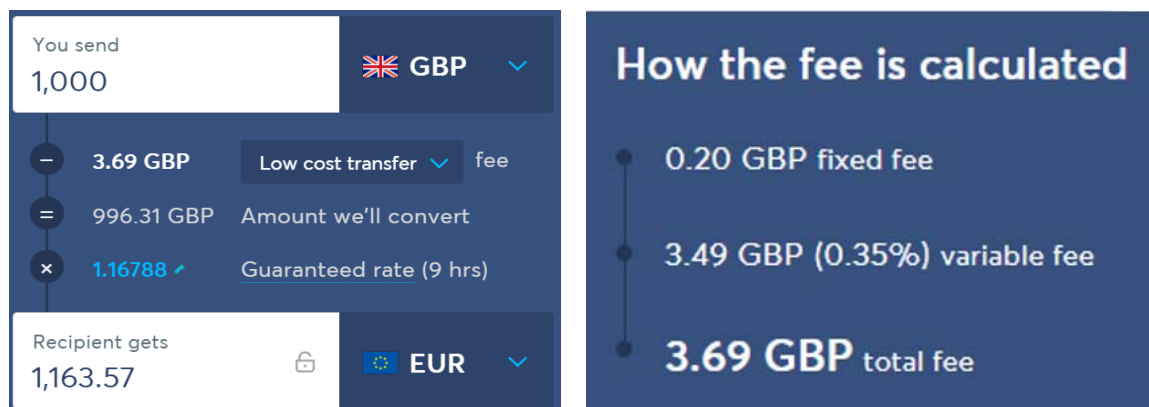 You send
1,000
GBP
3.69 GBP Low cost transfer fee
996.31 GBP Amount we'll convert
1.16788 Guaranteed rate (9 hrs)
Recipient gets
1,163.57
EUR
How the fee is calculated
0.20 GBP fixed fee
3.49 GBP (0.35%) variable fee
3.69 GBP total fee